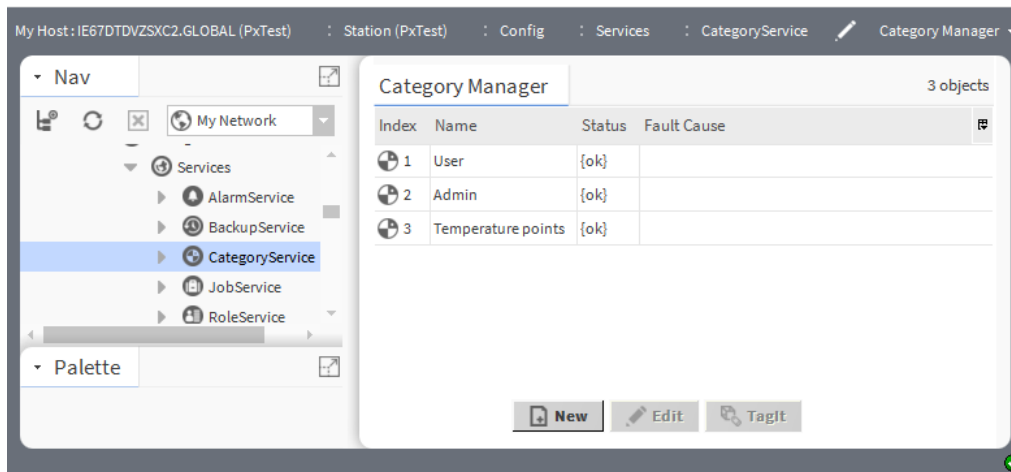 My Host : IE67DTDVZSXC2.GLOBAL (PxTest) : Station (PxTest) : Config : Services : CategoryService Category Manager
Nav
My Network
Services
AlarmService
BackupService
CategoryService
JobService
RoleService
Palette
Category Manager 3 objects
Index Name Status Fault Cause
1 User {ok}
2 Admin {ok}
3 Temperature points {ok}
New Edit TagIt